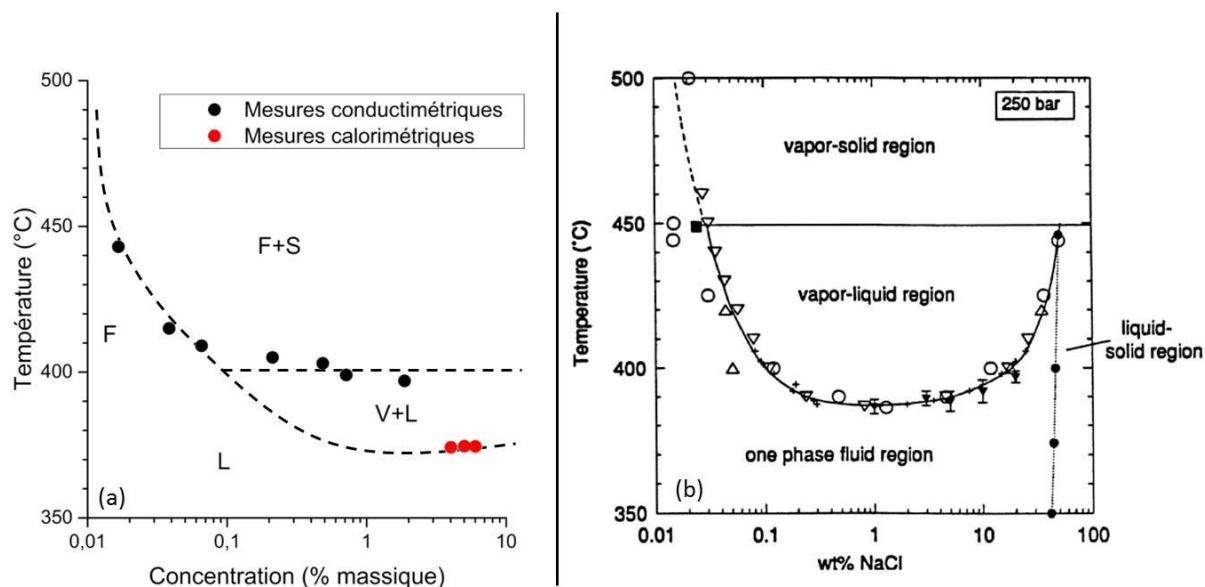 500
450
400
350
Température (°C)
Mesures conductimétriques
Mesures calorimétriques
F+S
F
V+L
L
(a)
0,01
0,1
1
10
Concentration (% massique)
500
450
400
350
Temperature (°C)
250 bar
vapor-solid region
vapor-liquid region
liquid-
solid region
one phase fluid region
(b)
0.01
0.1
1
10
100
wt% NaCl